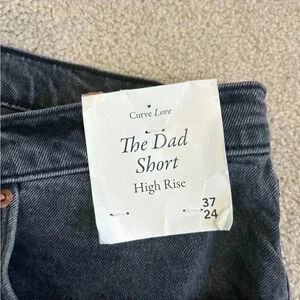 Curve Love
The Dad
Short
High Rise
37
24